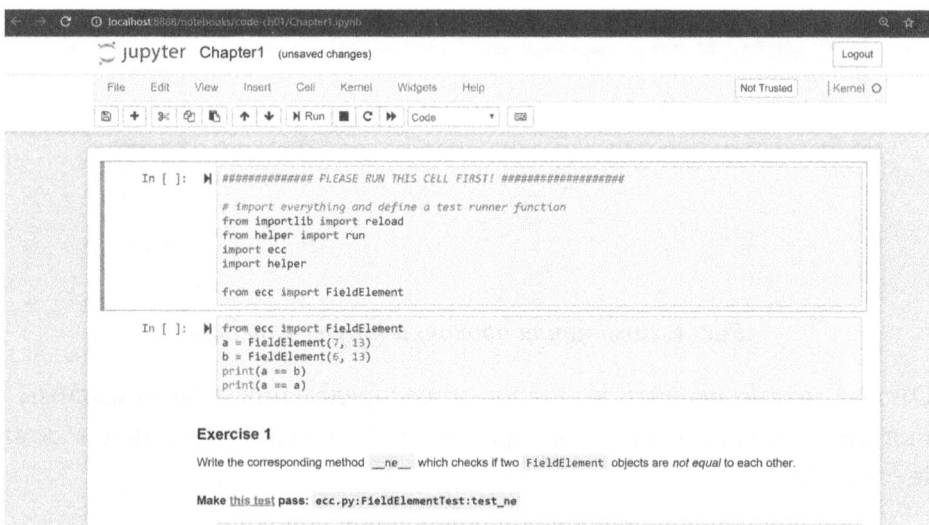 localhost:8888/notebooks/code-ch01/Chapter1.ipynb
jupyter Chapter1 (unsaved changes) Logout
File Edit View Insert Cell Kernel Widgets Help Not Trusted Kernel
Run Code
In [ ]: ############## PLEASE RUN THIS CELL FIRST! ###################
# import everything and define a test runner function
from importlib import reload
from helper import run
import ecc
import helper
from ecc import FieldElement
In [ ]: from ecc import FieldElement
a = FieldElement(7, 13)
b = FieldElement(6, 13)
print(a == b)
print(a == a)
Exercise 1
Write the corresponding method __ne__ which checks if two FieldElement objects are not equal to each other.
Make this test pass: ecc.py:FieldElementTest:test_ne